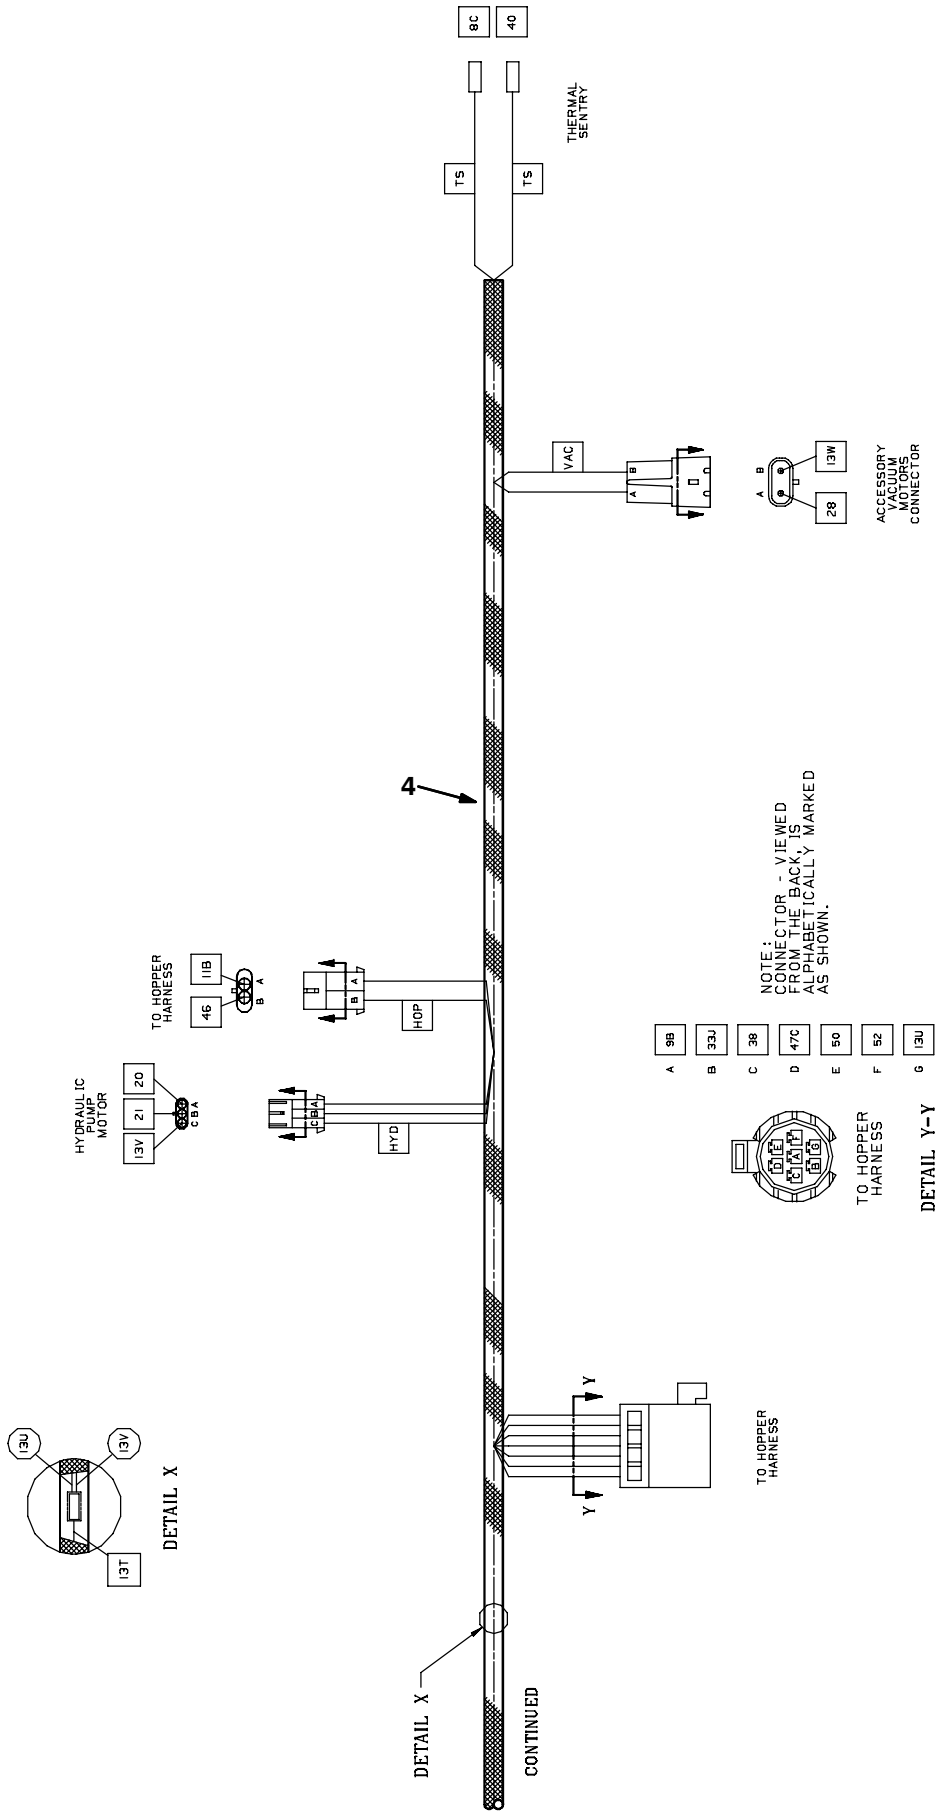 8C
40
TS
TS
THERMAL
SENTRY
VAC
A
B
A
B
28
13W
ACCESSORY
VACUUM
MOTORS
CONNECTOR
4
TO HOPPER
HARNESS
46
11B
B
A
B
A
HOP
HYDRAULIC
PUMP
MOTOR
13V
21
20
C B A
C B A
HYD
NOTE:
CONNECTOR - VIEWED
FROM THE BACK, IS
ALPHABETICALLY MARKED
AS SHOWN.
A 9B
B 33J
C 38
D 47C
E 50
F 52
G 13U
D E
C A F
B G
TO HOPPER
HARNESS
DETAIL Y-Y
Y
Y
TO HOPPER
HARNESS
13U
13V
13T
DETAIL X
DETAIL X
CONTINUED